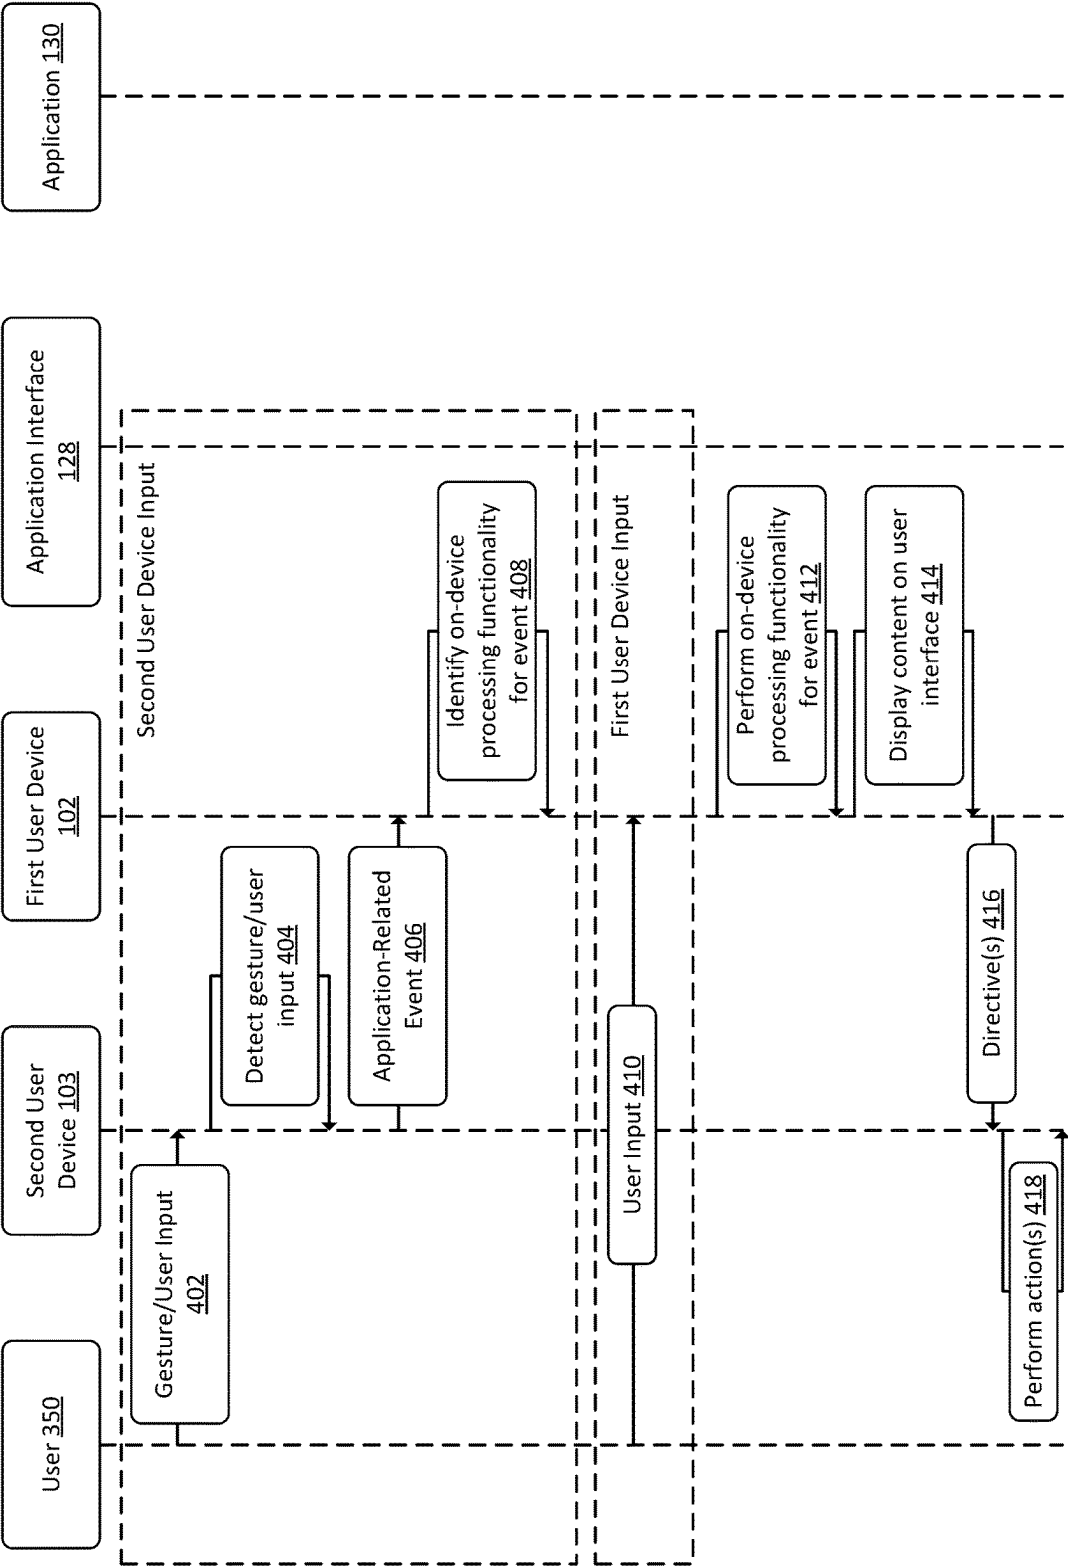 User 350
Second User
Device 103
First User Device
102
Application Interface
128
Application 130
Second User Device Input
Gesture/User Input
402
Detect gesture/user
input 404
Application-Related
Event 406
Identify on-device
processing functionality
for event 408
First User Device Input
User Input 410
Perform on-device
processing functionality
for event 412
Display content on user
interface 414
Directive(s) 416
Perform action(s) 418